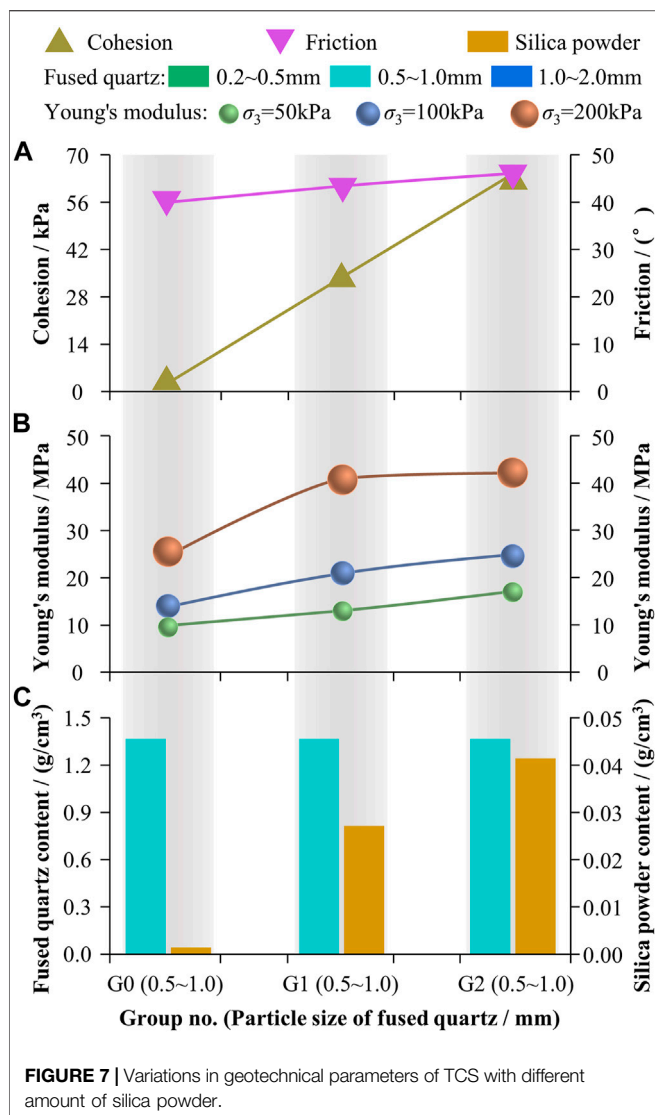 Cohesion Friction Silica powder
Fused quartz: 0.2~0.5mm 0.5~1.0mm 1.0~2.0mm
Young's modulus: σ3=50kPa σ3=100kPa σ3=200kPa
A
70
56
42
28
14
0
Cohesion / kPa
50
40
30
20
10
0
Friction / (°)
B
50
40
30
20
10
0
Young's modulus / MPa
50
40
30
20
10
0
Young's modulus / MPa
C
1.5
1.2
0.9
0.6
0.3
0.0
Fused quartz content / (g/cm³)
0.05
0.04
0.03
0.02
0.01
0.00
Silica powder content / (g/cm³)
G0 (0.5~1.0) G1 (0.5~1.0) G2 (0.5~1.0)
Group no. (Particle size of fused quartz / mm)
FIGURE 7 | Variations in geotechnical parameters of TCS with different
amount of silica powder.